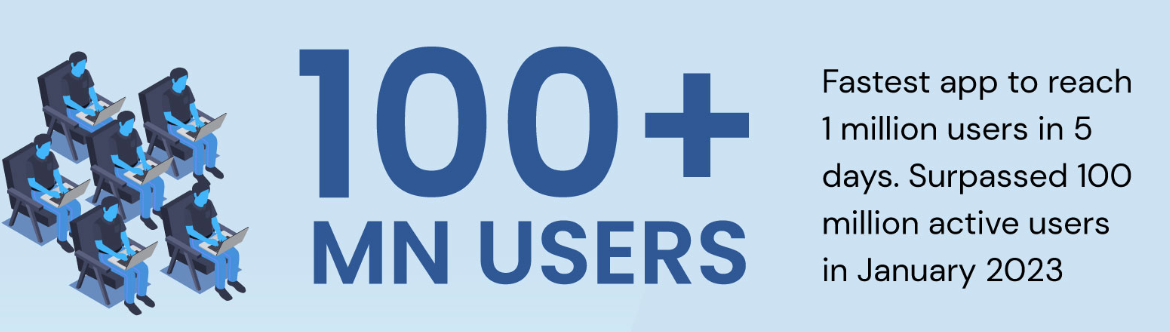 100+
MN USERS
Fastest app to reach
1 million users in 5
days. Surpassed 100
million active users
in January 2023